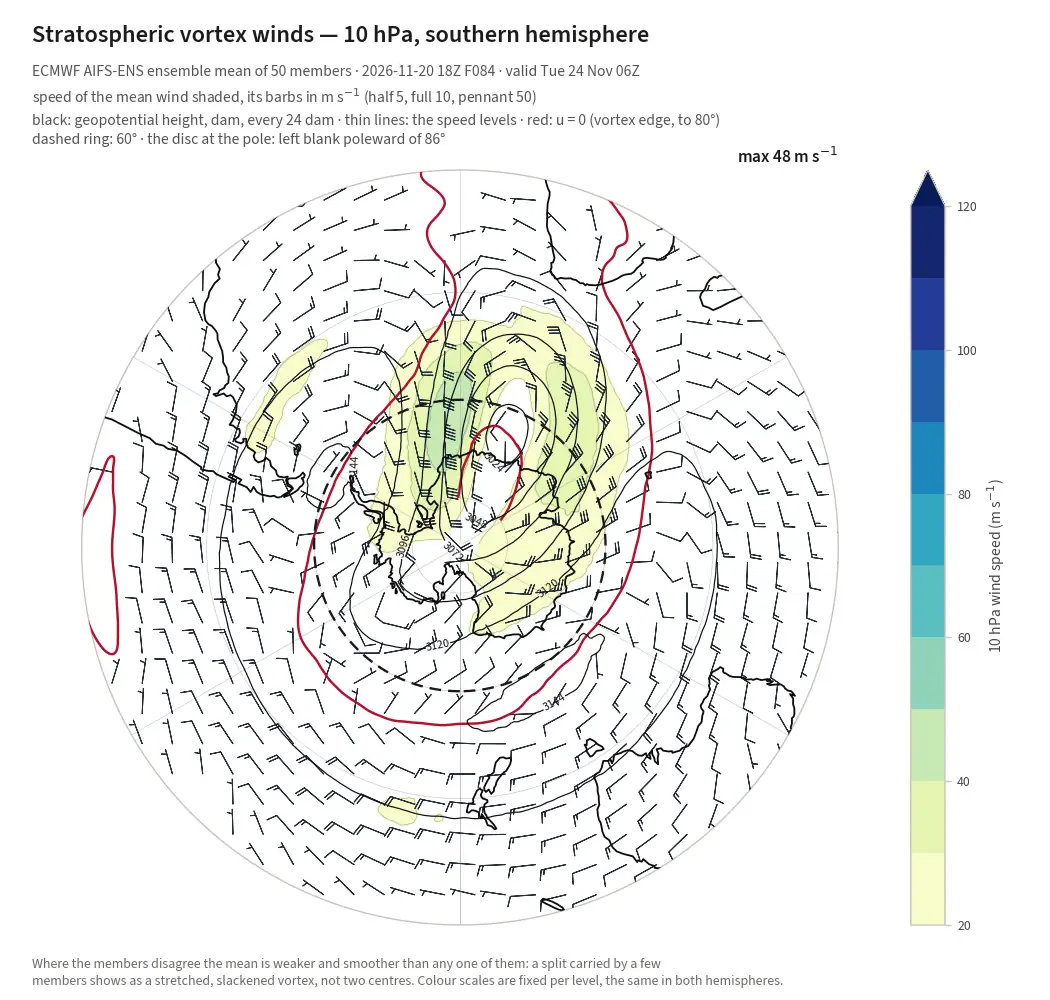 Stratospheric vortex winds — 10 hPa, southern hemisphere
ECMWF AIFS-ENS ensemble mean of 50 members · 2026-11-20 18Z F084 · valid Tue 24 Nov 06Z
speed of the mean wind shaded, its barbs in m s⁻¹ (half 5, full 10, pennant 50)
black: geopotential height, dam, every 24 dam · thin lines: the speed levels · red: u = 0 (vortex edge, to 80°)
dashed ring: 60° · the disc at the pole: left blank poleward of 86°
max 48 m s⁻¹
120
100
80
60
40
20
10 hPa wind speed (m s⁻¹)
3024
3048
3096
3072
3120
3120
3144
Where the members disagree the mean is weaker and smoother than any one of them: a split carried by a few
members shows as a stretched, slackened vortex, not two centres. Colour scales are fixed per level, the same in both hemispheres.